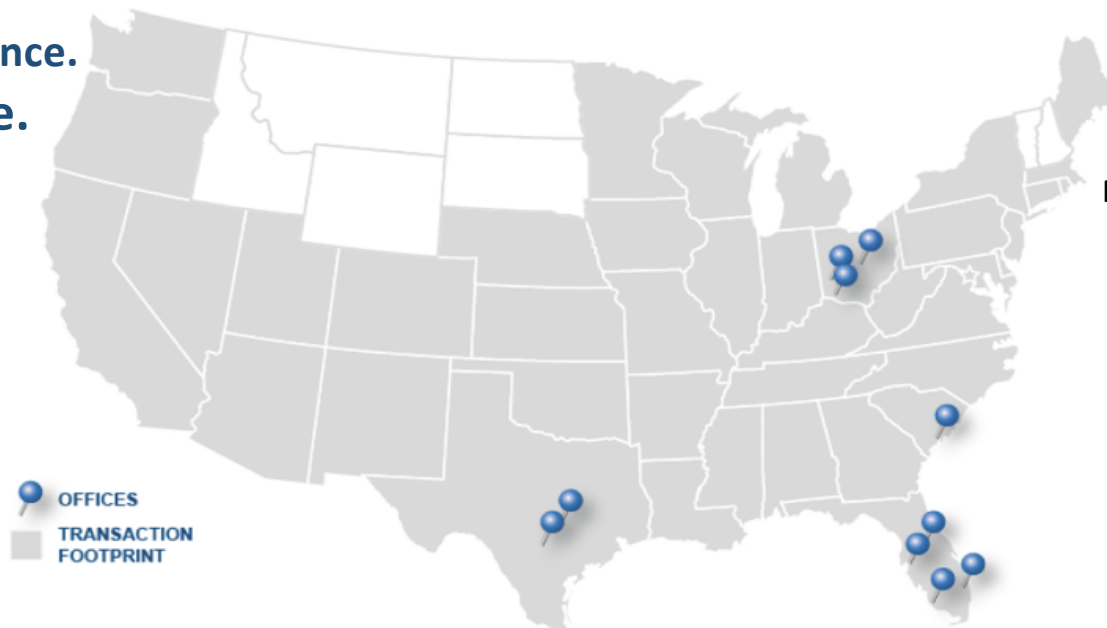 nce.
e.
OFFICES
TRANSACTION
FOOTPRINT